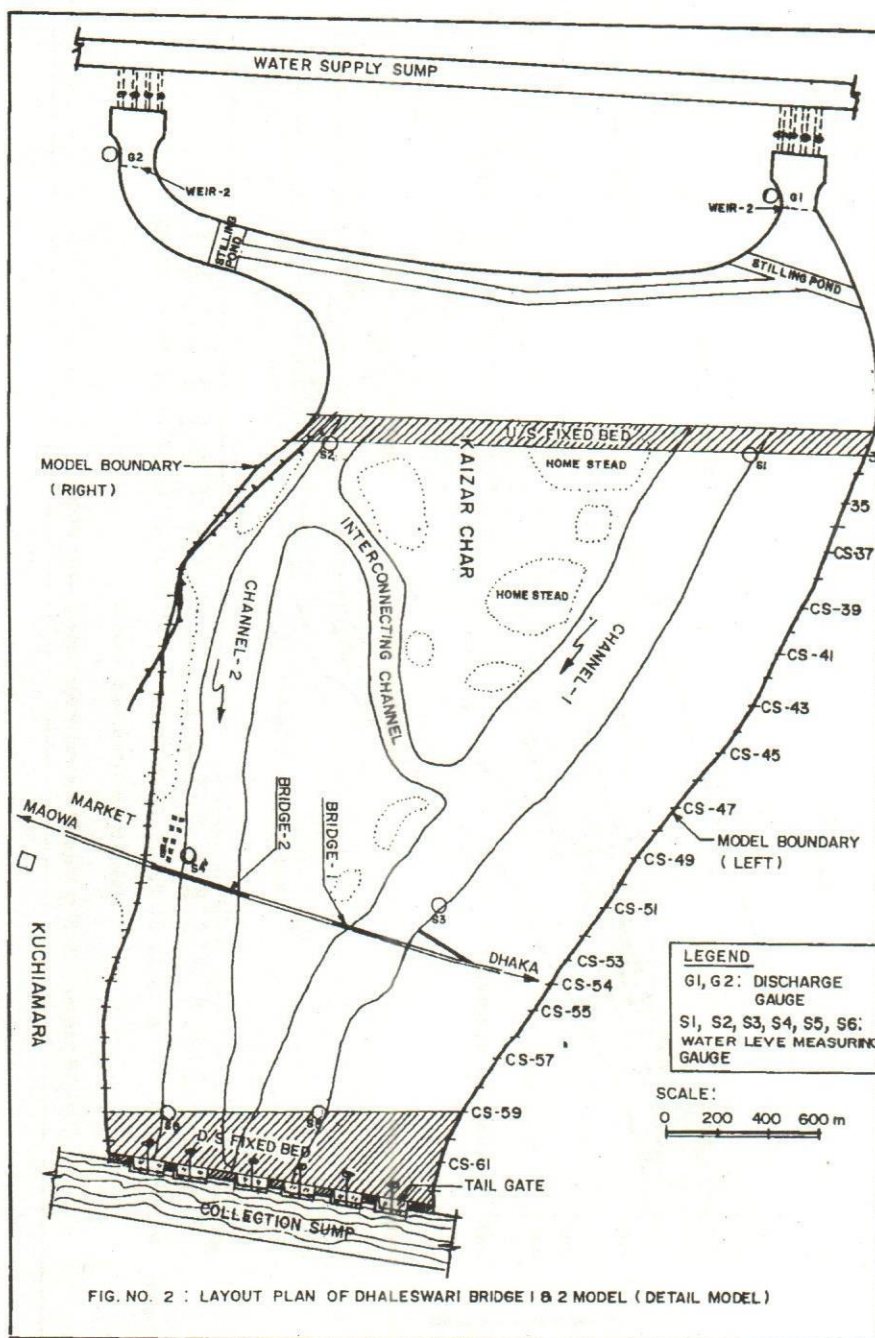 WATER SUPPLY SUMP
G2
WEIR-2
G1
WEIR-2
STILLING POND
STILLING POND
U/S FIXED BED
S2
S1
MODEL BOUNDARY
(RIGHT)
KAIZAR CHAR
HOME STEAD
3
35
CS-37
INTERCONNECTING CHANNEL
HOME STEAD
CS-39
CHANNEL-2
CHANNEL-1
CS-41
CS-43
CS-45
BRIDGE-2
BRIDGE-1
CS-47
MARKET
MAOWA
MODEL BOUNDARY
(LEFT)
S4
CS-49
S3
CS-51
KUCHIAMARA
DHAKA
CS-53
CS-54
CS-55
CS-57
LEGEND
G1, G2: DISCHARGE
GAUGE
S1, S2, S3, S4, S5, S6:
WATER LEVE MEASURING
GAUGE
SCALE:
0 200 400 600 m
CS-59
D/S FIXED BED
CS-61
TAIL GATE
COLLECTION SUMP
FIG. NO. 2 : LAYOUT PLAN OF DHALESWARI BRIDGE 1 & 2 MODEL (DETAIL MODEL)